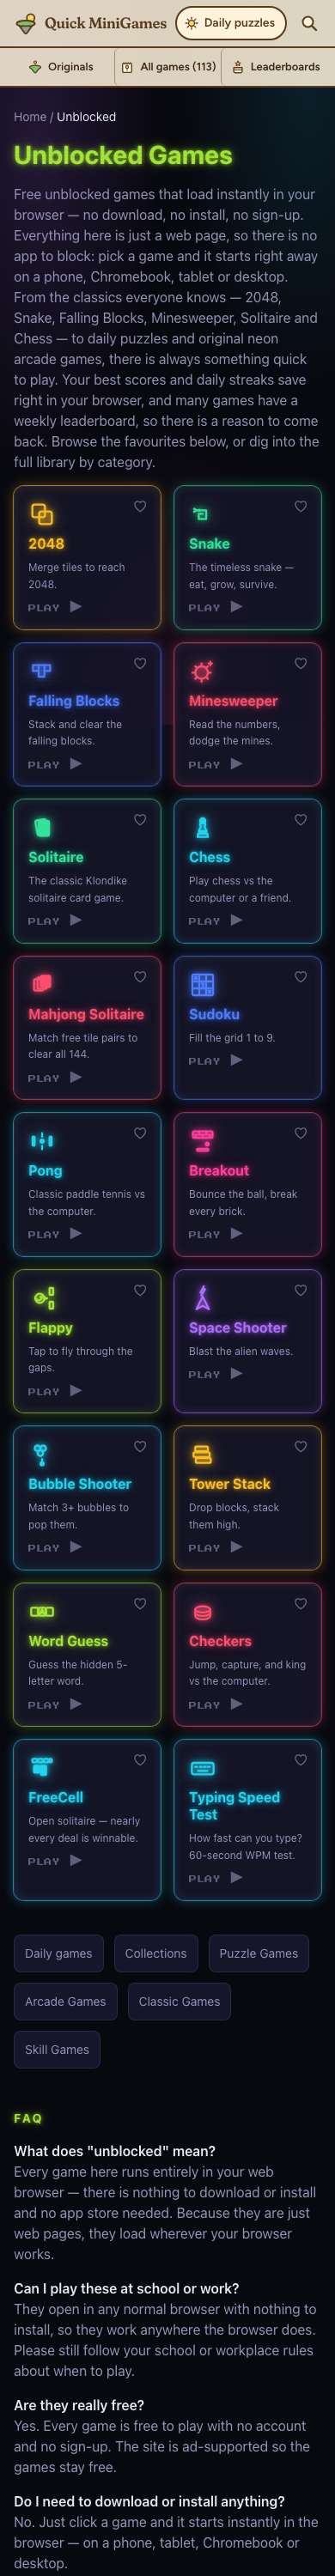 Quick MiniGames
Daily puzzles
Originals
All games (113)
Leaderboards
Home / Unblocked
Unblocked Games
Free unblocked games that load instantly in your
browser — no download, no install, no sign-up.
Everything here is just a web page, so there is no
app to block: pick a game and it starts right away
on a phone, Chromebook, tablet or desktop.
From the classics everyone knows — 2048,
Snake, Falling Blocks, Minesweeper, Solitaire and
Chess — to daily puzzles and original neon
arcade games, there is always something quick
to play. Your best scores and daily streaks save
right in your browser, and many games have a
weekly leaderboard, so there is a reason to come
back. Browse the favourites below, or dig into the
full library by category.
2048
Merge tiles to reach
2048.
PLAY
Snake
The timeless snake —
eat, grow, survive.
PLAY
Falling Blocks
Stack and clear the
falling blocks.
PLAY
Minesweeper
Read the numbers,
dodge the mines.
PLAY
Solitaire
The classic Klondike
solitaire card game.
PLAY
Chess
Play chess vs the
computer or a friend.
PLAY
Mahjong Solitaire
Match free tile pairs to
clear all 144.
PLAY
Sudoku
Fill the grid 1 to 9.
PLAY
Pong
Classic paddle tennis vs
the computer.
PLAY
Breakout
Bounce the ball, break
every brick.
PLAY
Flappy
Tap to fly through the
gaps.
PLAY
Space Shooter
Blast the alien waves.
PLAY
Bubble Shooter
Match 3+ bubbles to
pop them.
PLAY
Tower Stack
Drop blocks, stack
them high.
PLAY
Word Guess
Guess the hidden 5-
letter word.
PLAY
Checkers
Jump, capture, and king
vs the computer.
PLAY
FreeCell
Open solitaire — nearly
every deal is winnable.
PLAY
Typing Speed
Test
How fast can you type?
60-second WPM test.
PLAY
Daily games
Collections
Puzzle Games
Arcade Games
Classic Games
Skill Games
FAQ
What does "unblocked" mean?
Every game here runs entirely in your web
browser — there is nothing to download or install
and no app store needed. Because they are just
web pages, they load wherever your browser
works.
Can I play these at school or work?
They open in any normal browser with nothing to
install, so they work anywhere the browser does.
Please still follow your school or workplace rules
about when to play.
Are they really free?
Yes. Every game is free to play with no account
and no sign-up. The site is ad-supported so the
games stay free.
Do I need to download or install anything?
No. Just click a game and it starts instantly in the
browser — on a phone, tablet, Chromebook or
desktop.